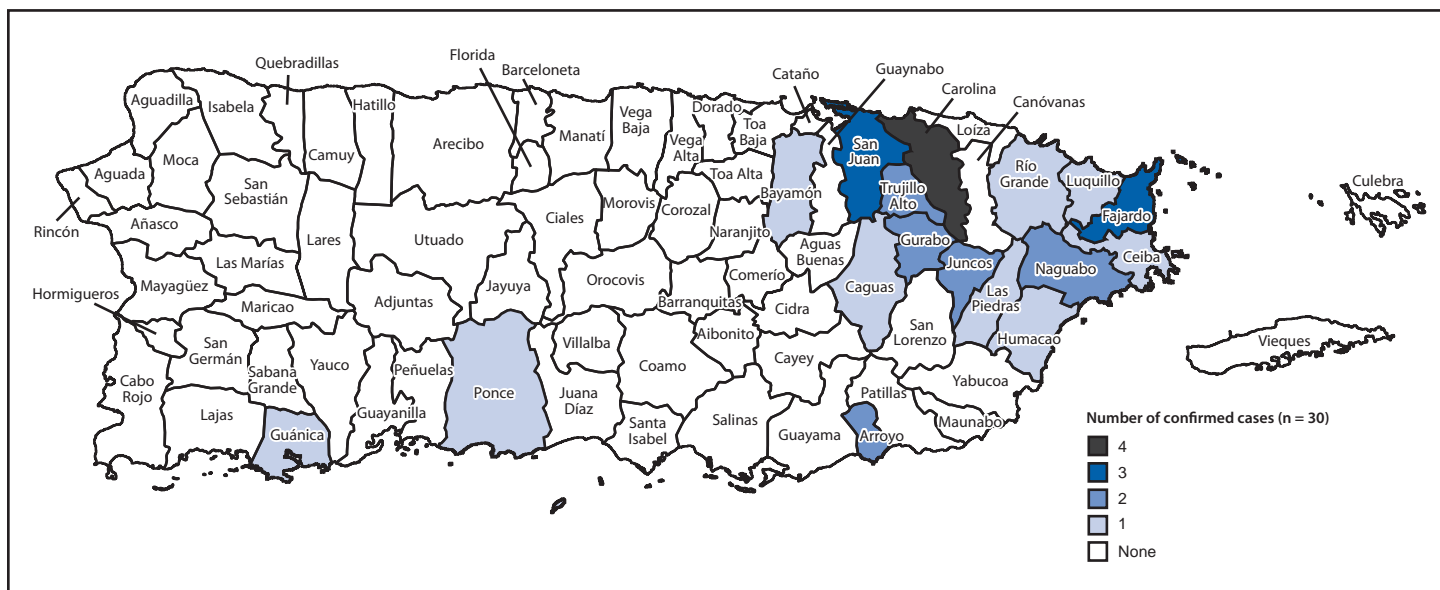 Quebradillas
Florida
Barceloneta
Cataño
Guaynabo
Carolina
Canóvanas
Aguadilla
Isabela
Hatillo
Dorado
Vega
Baja
Toa
Baja
Loíza
Manatí
Arecibo
Vega
Alta
San
Juan
Moca
Camuy
Aguada
Toa Alta
Bayamón
Trujillo
Alto
Río
Grande
Luquillo
Culebra
San
Sebastián
Morovis
Corozal
Fajardo
Rincón
Añasco
Ciales
Naranjito
Lares
Utuado
Gurabo
Aguas
Buenas
Ceiba
Las Marías
Juncos
Naguabo
Mayagüez
Orocovis
Comerío
Hormigueros
Jayuya
Caguas
Las
Piedras
Adjuntas
Barranquitas
Maricao
Cidra
Aibonito
San
Lorenzo
Humacao
Vieques
San
Germán
Villalba
Yauco
Peñuelas
Coamo
Cayey
Sabana
Grande
Yabucoa
Cabo
Rojo
Ponce
Juana
Díaz
Patillas
Lajas
Guayanilla
Salinas
Maunabo
Santa
Isabel
Guánica
Guayama
Arroyo
Number of confirmed cases (n = 30)
4
3
2
1
None